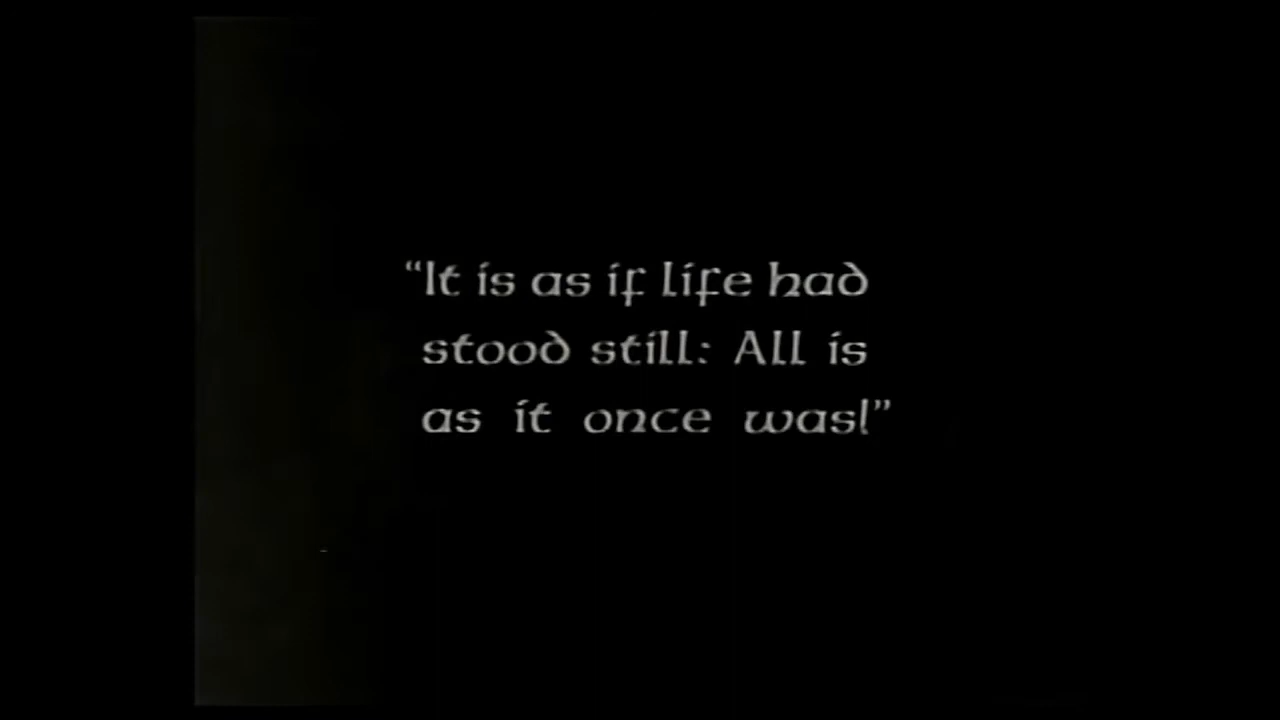 “It is as if life had
stood still: All is
as it once was!”